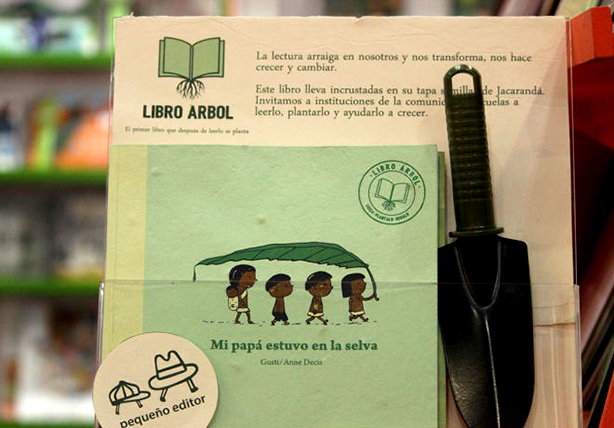 La lectura arraiga en nosotros y nos transforma, nos hace
crecer y cambiar.
Este libro lleva incrustadas en su tapa semillas de Jacarandá.
Invitamos a instituciones de la comuni uelas a
leerlo, plantarlo y ayudarlo a crecer.
LIBRO ARBOL
El primer libro que después de leerlo se planta
LIBRO ARBOL
Mi papá estuvo en la selva
Gusti/Anne Decis
pequeño editor